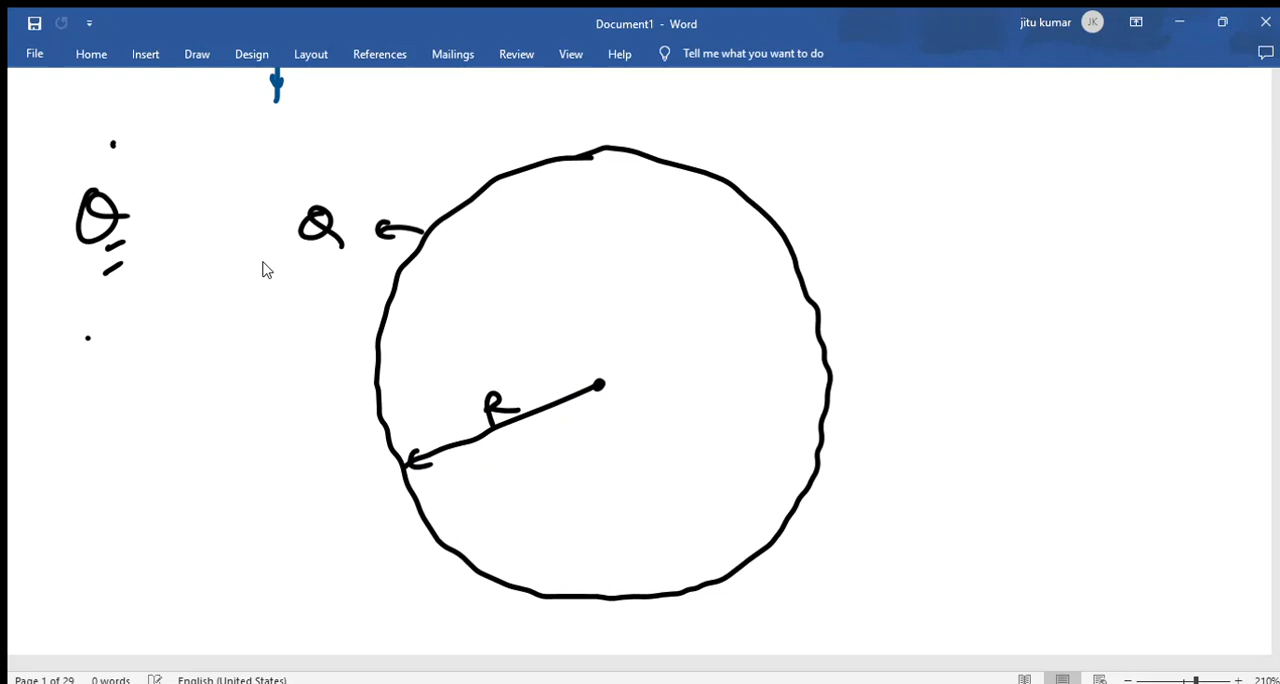 Document1 - Word
jitu kumar
JK
File Home Insert Draw Design Layout References Mailings Review View Help Tell me what you want to do
Q
R
Page 1 of 29 0 words English (United States) 210%